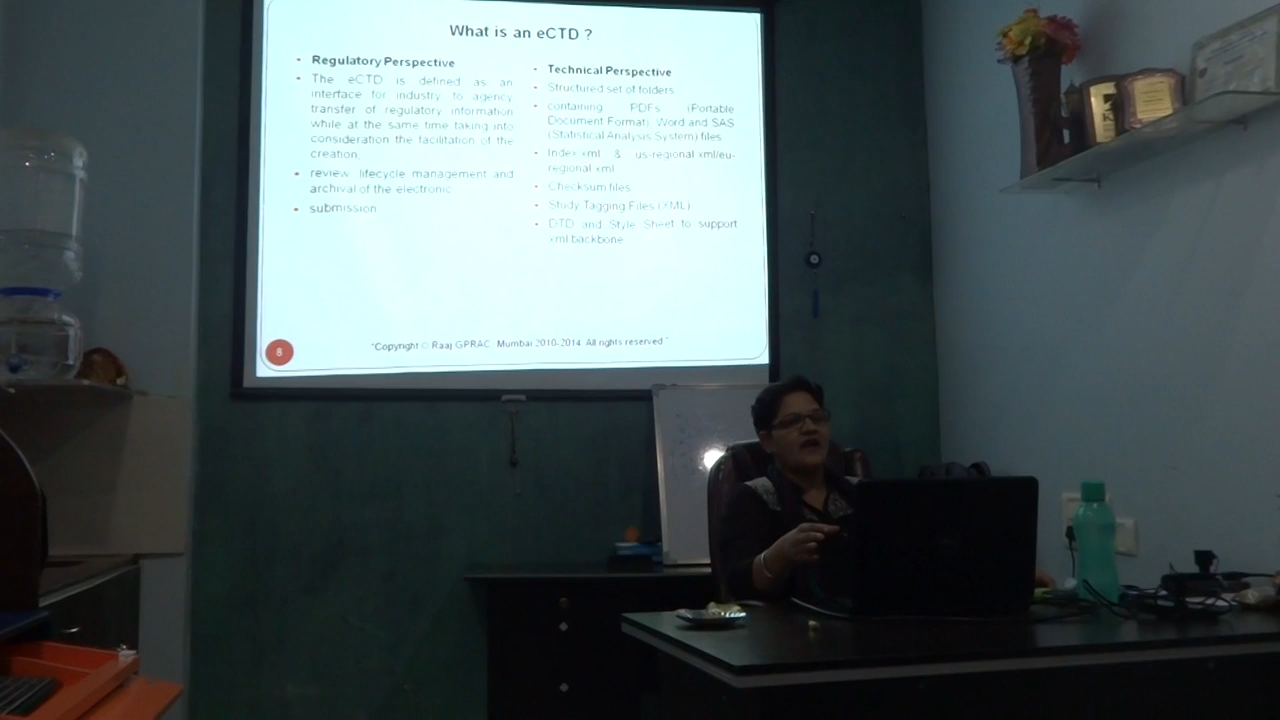 What is an eCTD ?
• Regulatory Perspective
• The eCTD is defined as an
interface for industry to agency
transfer of regulatory information
while at the same time taking into
consideration the facilitation of the
creation,
• review lifecycle management and
archival of the electronic
• submission
• Technical Perspective
• Structured set of folders
• containing PDFs (Portable
Document Format) Word and SAS
(Statistical Analysis System) files
• Index xml & us-regional xml/eu-
regional xml
• Checksum files
• Study Tagging Files (XML)
• DTD and Style Sheet to support
xml backbone
8
"Copyright © Raaj GPRAC Mumbai 2010-2014 All rights reserved "